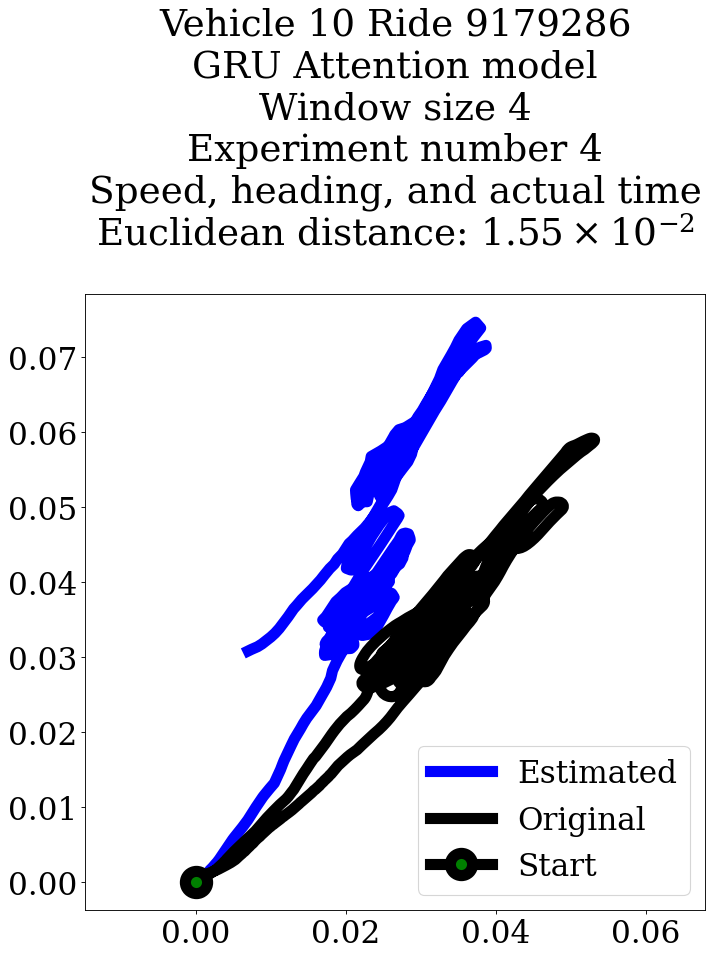 Vehicle 10 Ride 9179286
GRU Attention model
Window size 4
Experiment number 4
Speed, heading, and actual time
Euclidean distance: 1.55 × 10⁻²
0.07
0.06
0.05
0.04
0.03
0.02
0.01
0.00
Estimated
Original
Start
0.00 0.02 0.04 0.06